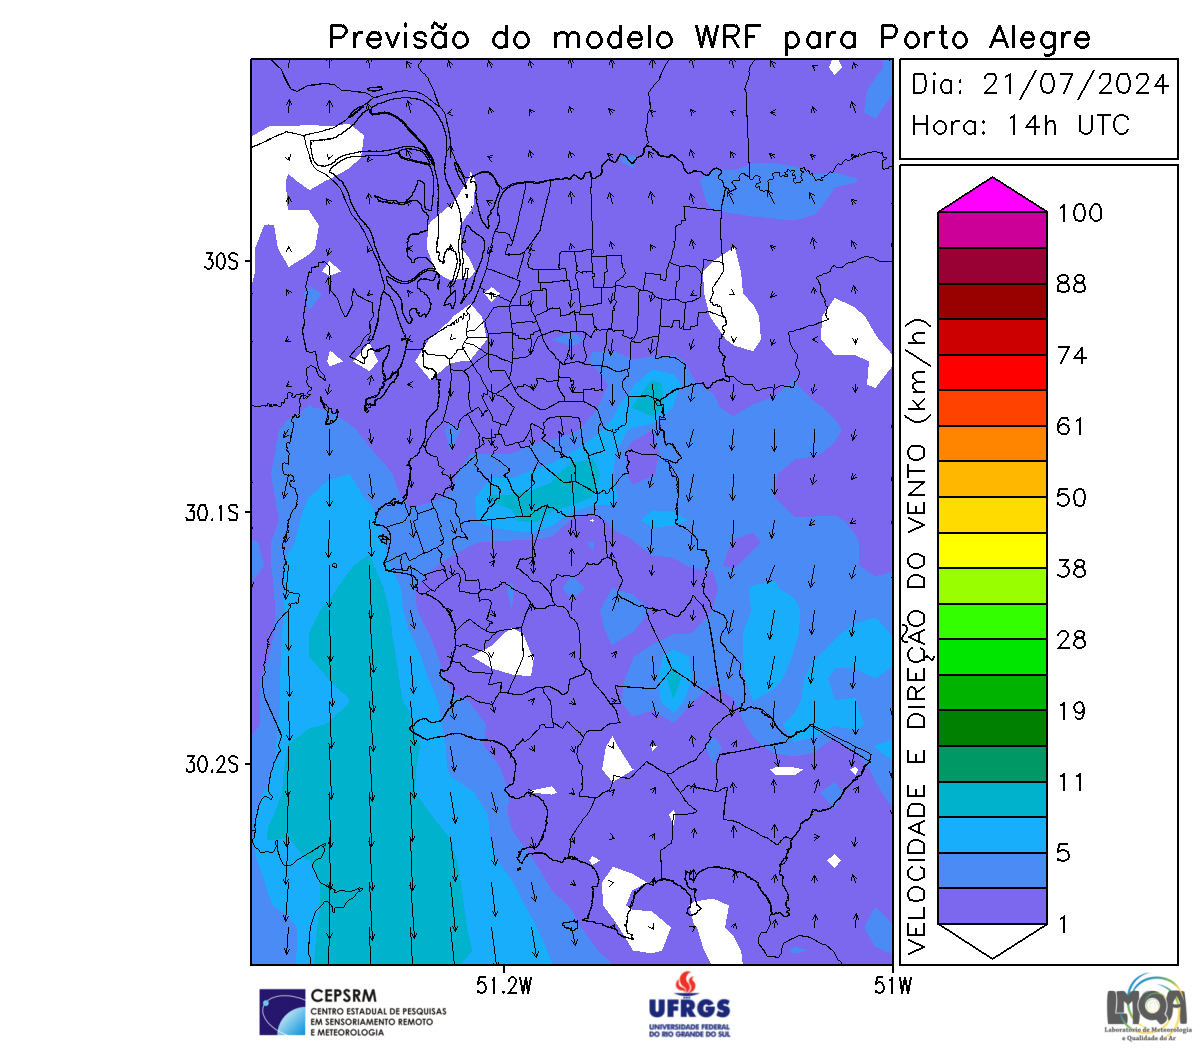 Previsão do modelo WRF para Porto Alegre
Dia: 21/07/2024
Hora: 14h UTC
100
88
74
61
50
38
28
19
11
5
1
VELOCIDADE E DIREÇÃO DO VENTO (km/h)
30S
30.1S
30.2S
51.2W
51W
CEPSRM
CENTRO ESTADUAL DE PESQUISAS
EM SENSORIAMENTO REMOTO
E METEOROLOGIA
UFRGS
UNIVERSIDADE FEDERAL
DO RIO GRANDE DO SUL
LMQA
Laboratório de Meteorologia
e Qualidade do Ar